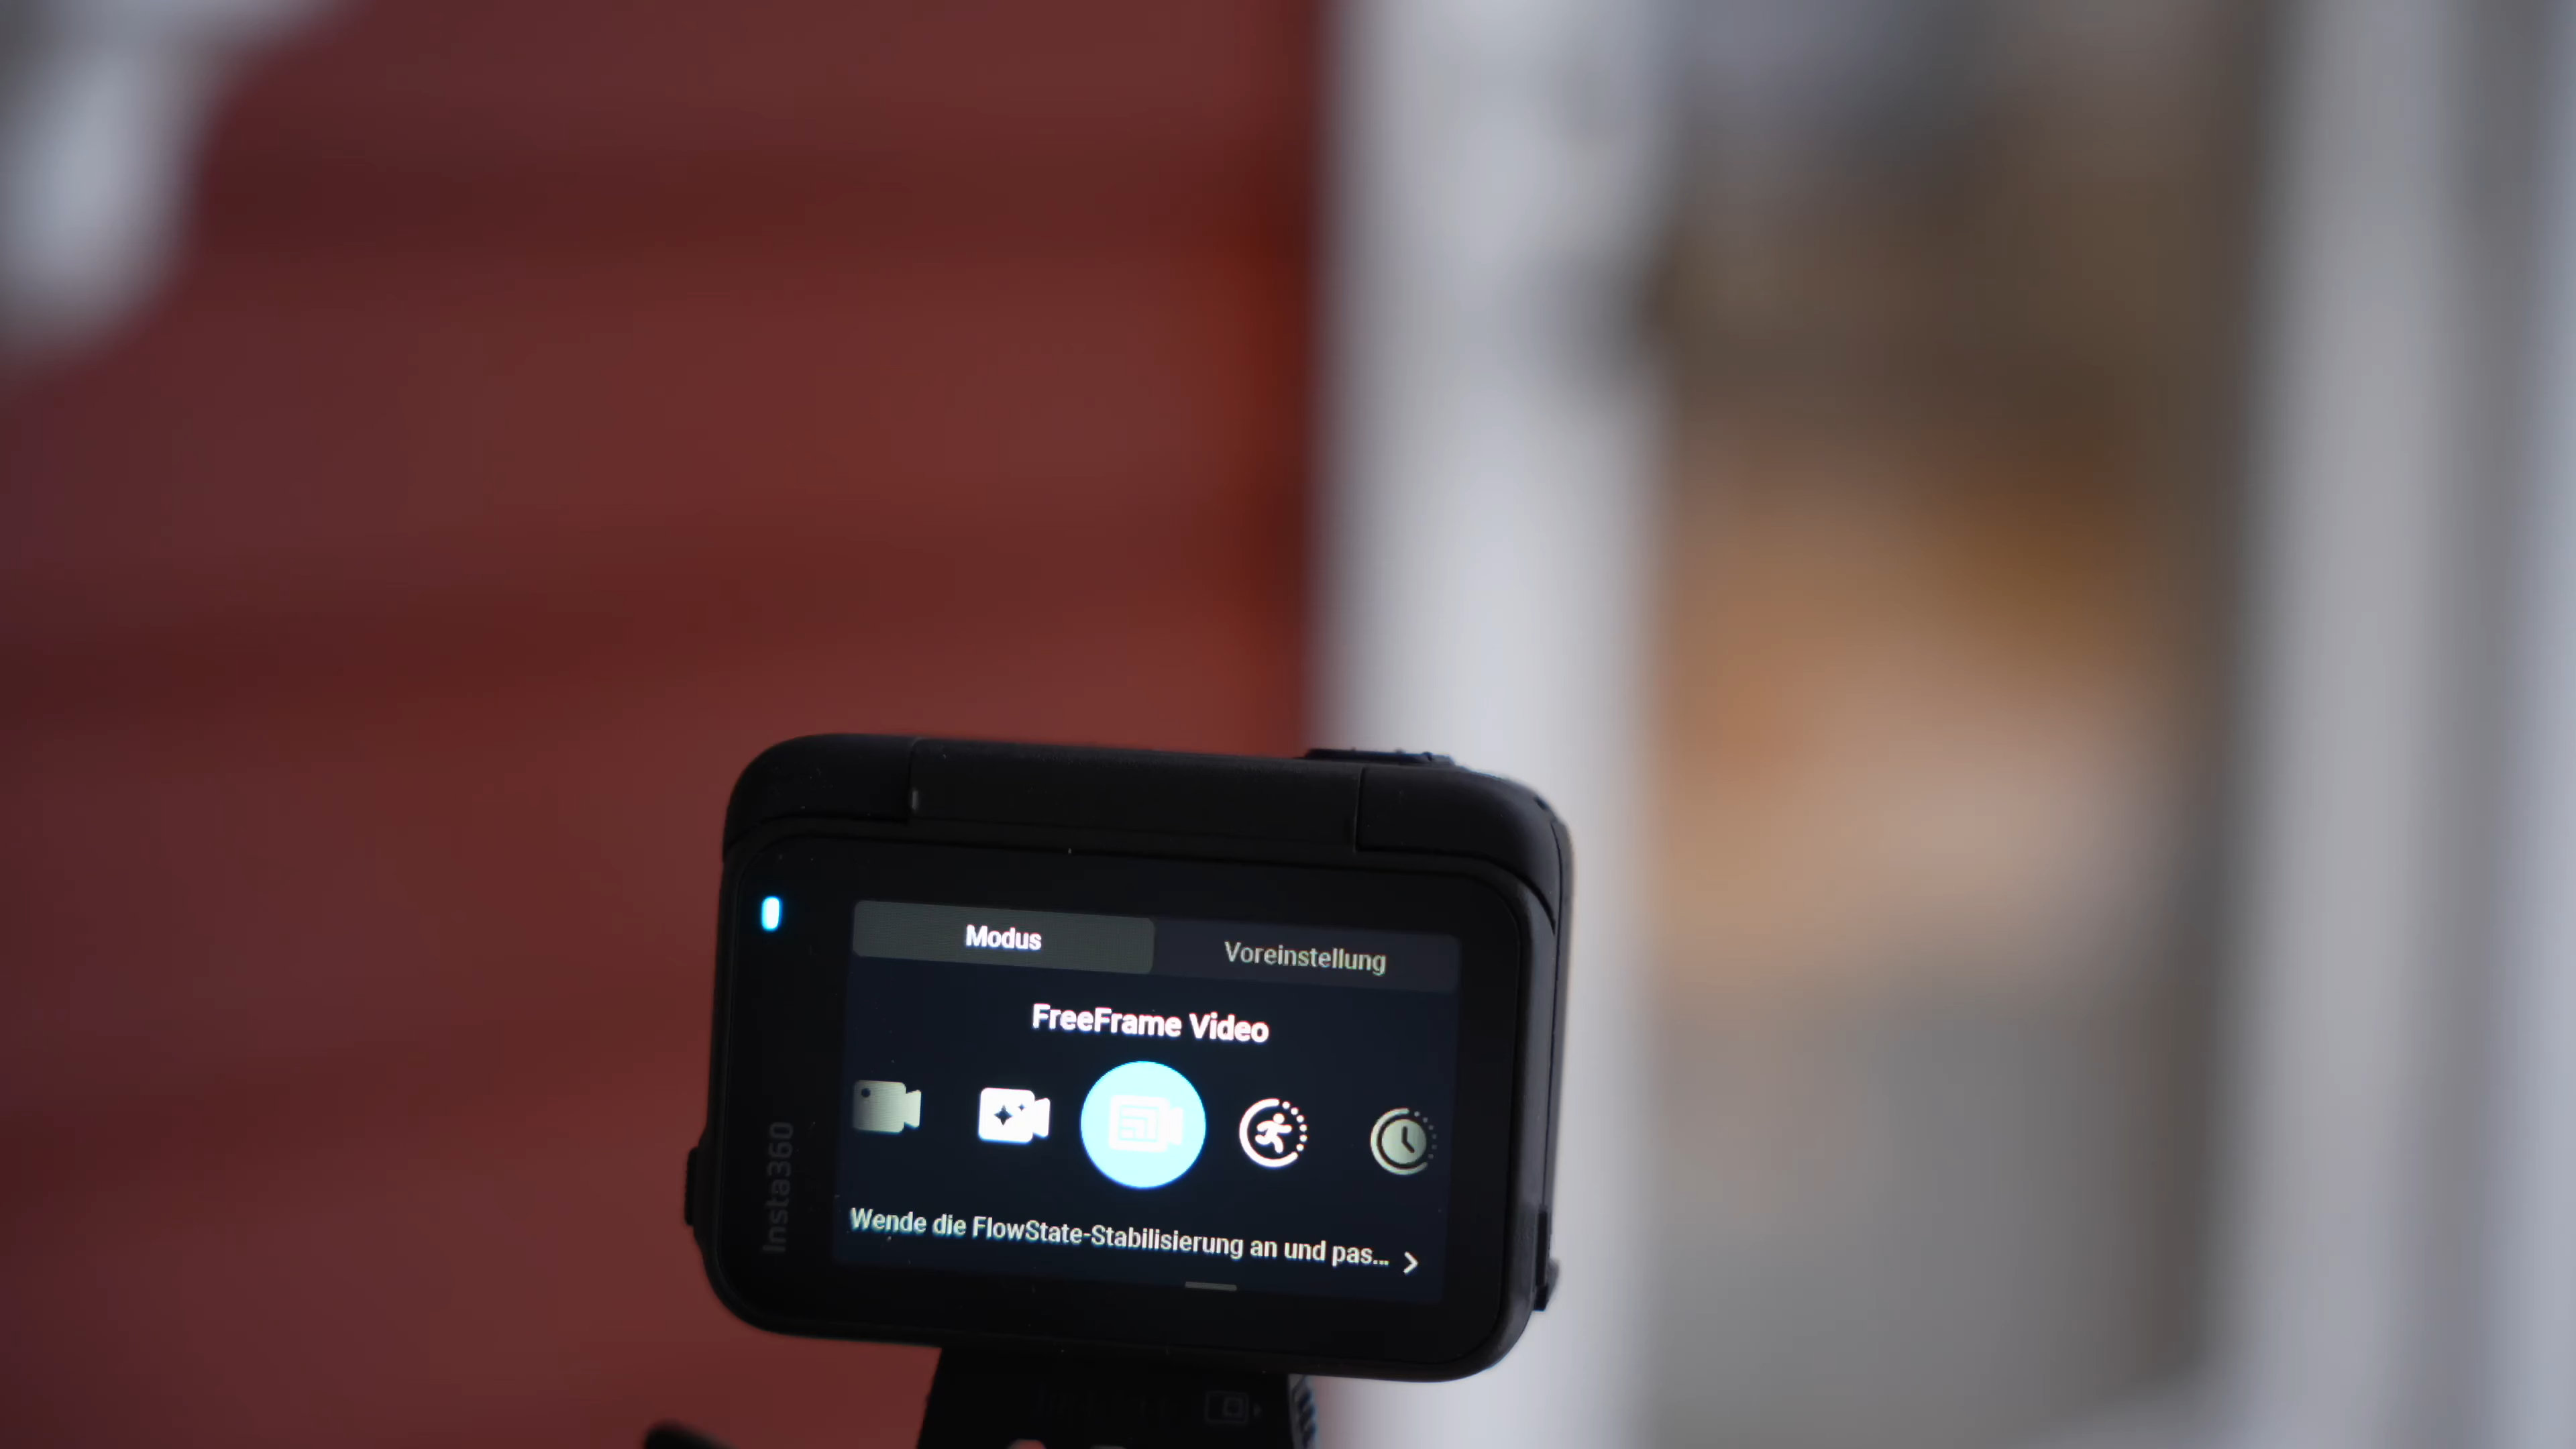 Modus
Voreinstellung
FreeFrame Video
Wende die FlowState-Stabilisierung an und pas...
Insta360